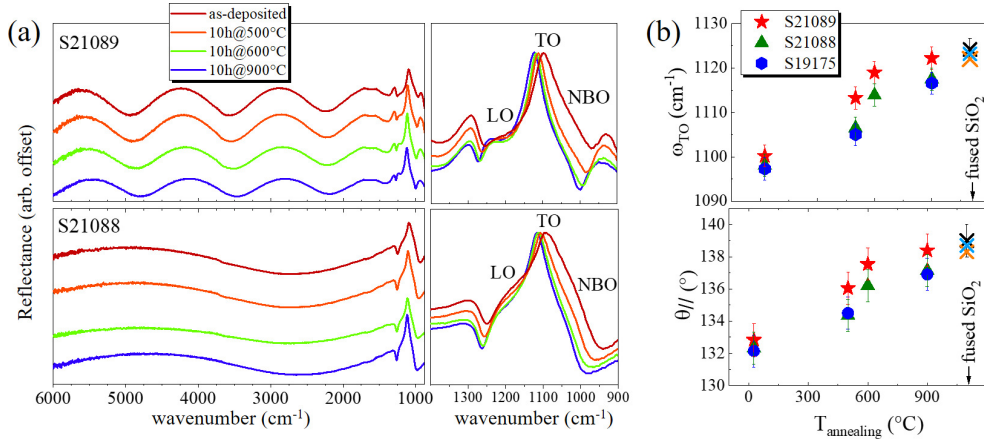 (a)
as-deposited
10h@500°C
10h@600°C
10h@900°C
S21089
TO
LO
NBO
S21088
TO
LO
NBO
Reflectance (arb. offset)
6000 5000 4000 3000 2000 1000
wavenumber (cm⁻¹)
1300 1200 1100 1000 900
wavenumber (cm⁻¹)
(b)
S21089
S21088
S19175
1130
1120
1110
1100
1090
ω_TO (cm⁻¹)
fused SiO₂
140
138
136
134
132
130
θ// (°)
fused SiO₂
0 300 600 900
T_annealing (°C)